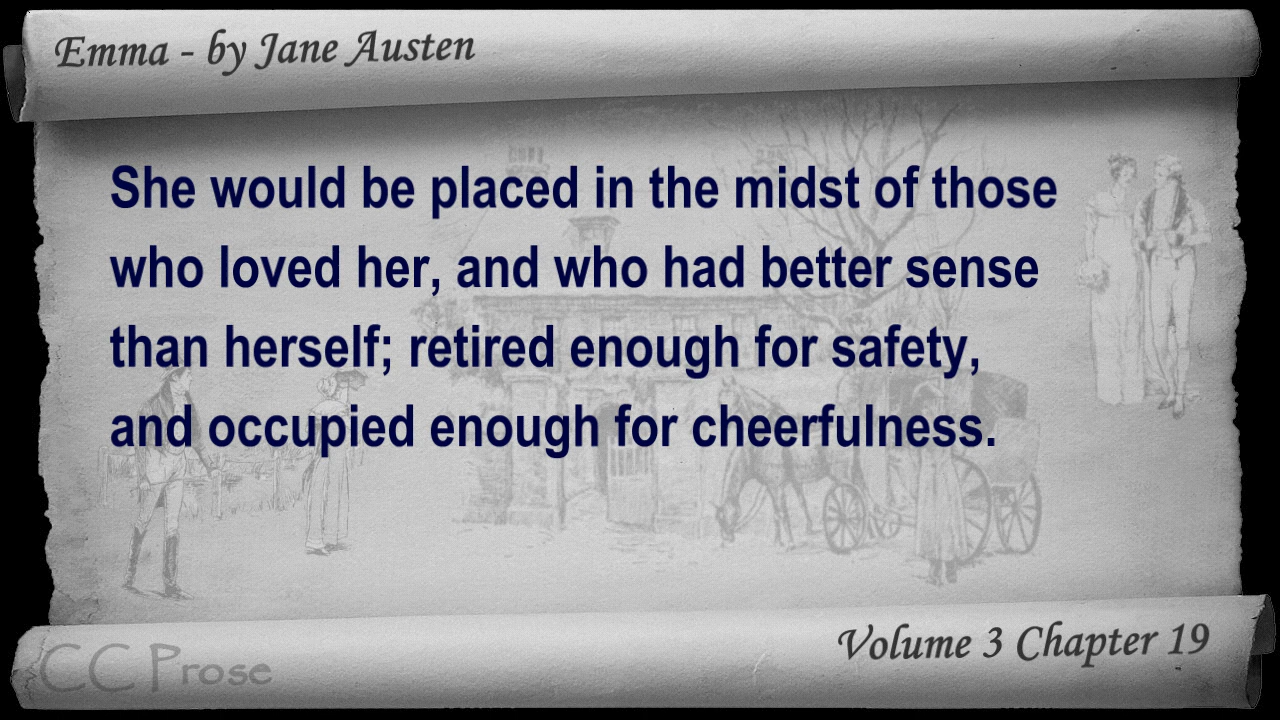 Emma - by Jane Austen
She would be placed in the midst of those
who loved her, and who had better sense
than herself; retired enough for safety,
and occupied enough for cheerfulness.
Volume 3 Chapter 19
CC Prose